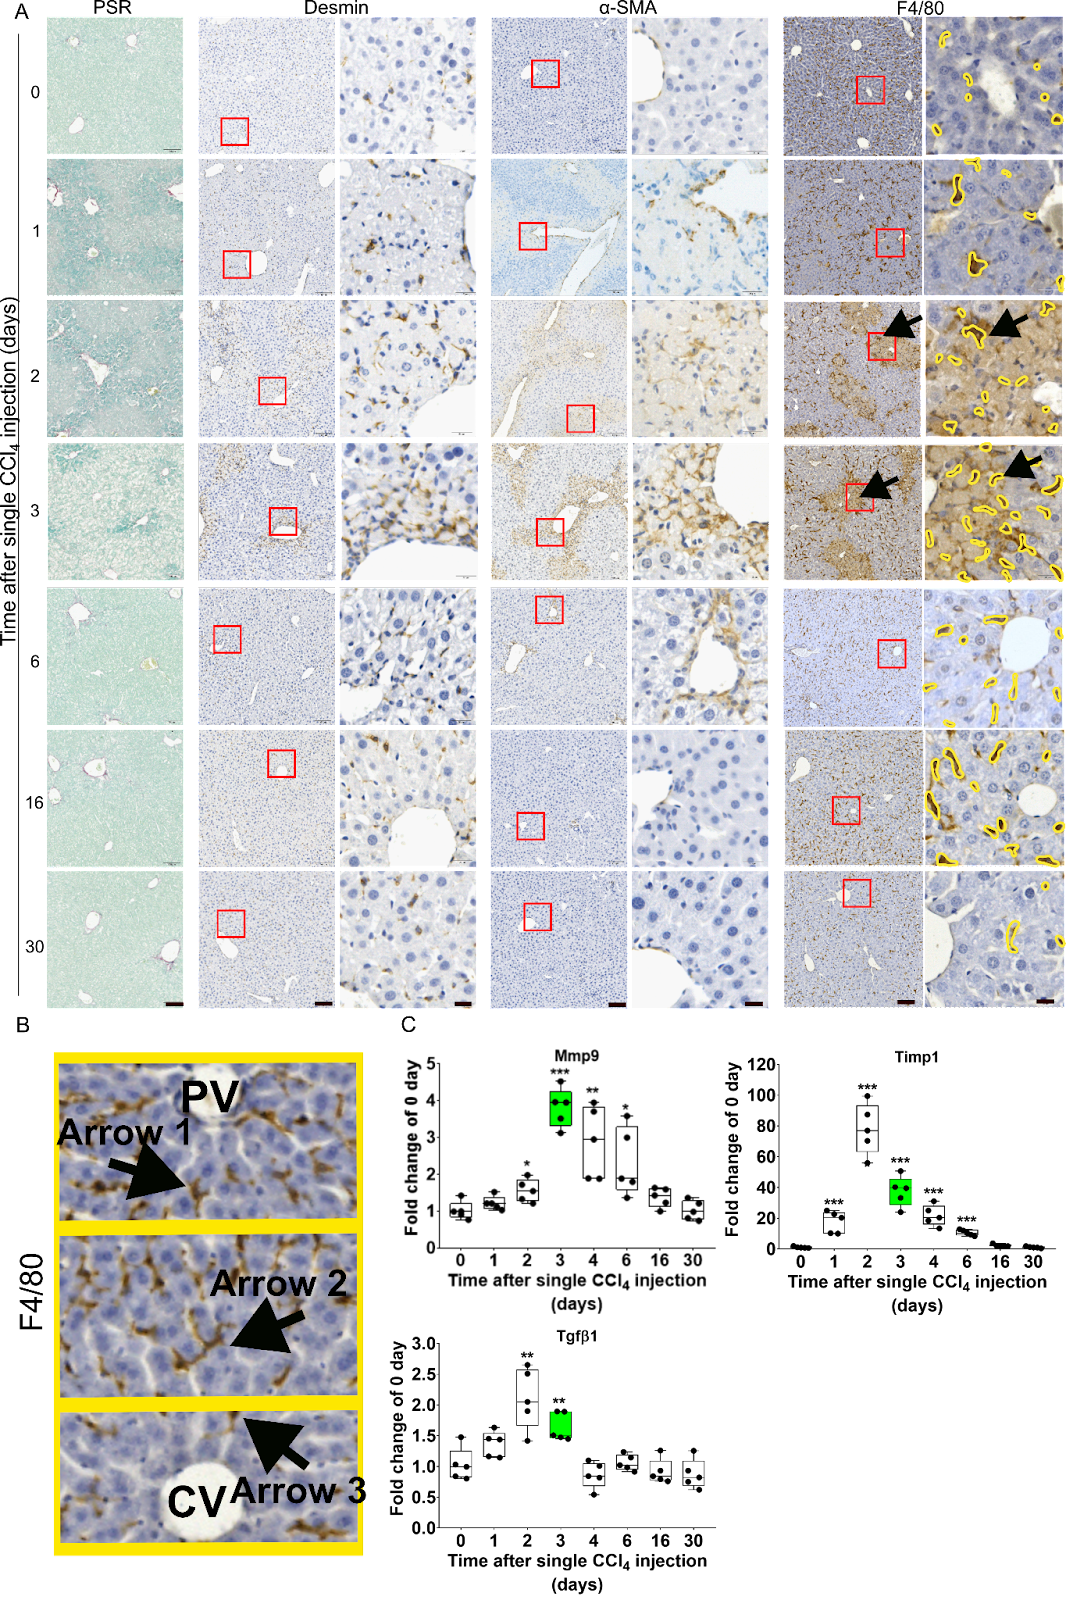 A
PSR
Desmin
α-SMA
F4/80
Time after single CCl4 injection (days)
0
1
2
3
6
16
30
B
F4/80
PV
Arrow 1
Arrow 2
CV
Arrow 3
C
Mmp9
Fold change of 0 day
5
4
3
2
1
0
*
***
**
*
0 1 2 3 4 6 16 30
Time after single CCl4 injection
(days)
Timp1
Fold change of 0 day
120
100
80
60
40
20
0
***
***
***
***
***
0 1 2 3 4 6 16 30
Time after single CCl4 injection
(days)
Tgfβ1
Fold change of 0 day
3.0
2.5
2.0
1.5
1.0
0.5
0.0
**
**
0 1 2 3 4 6 16 30
Time after single CCl4 injection
(days)